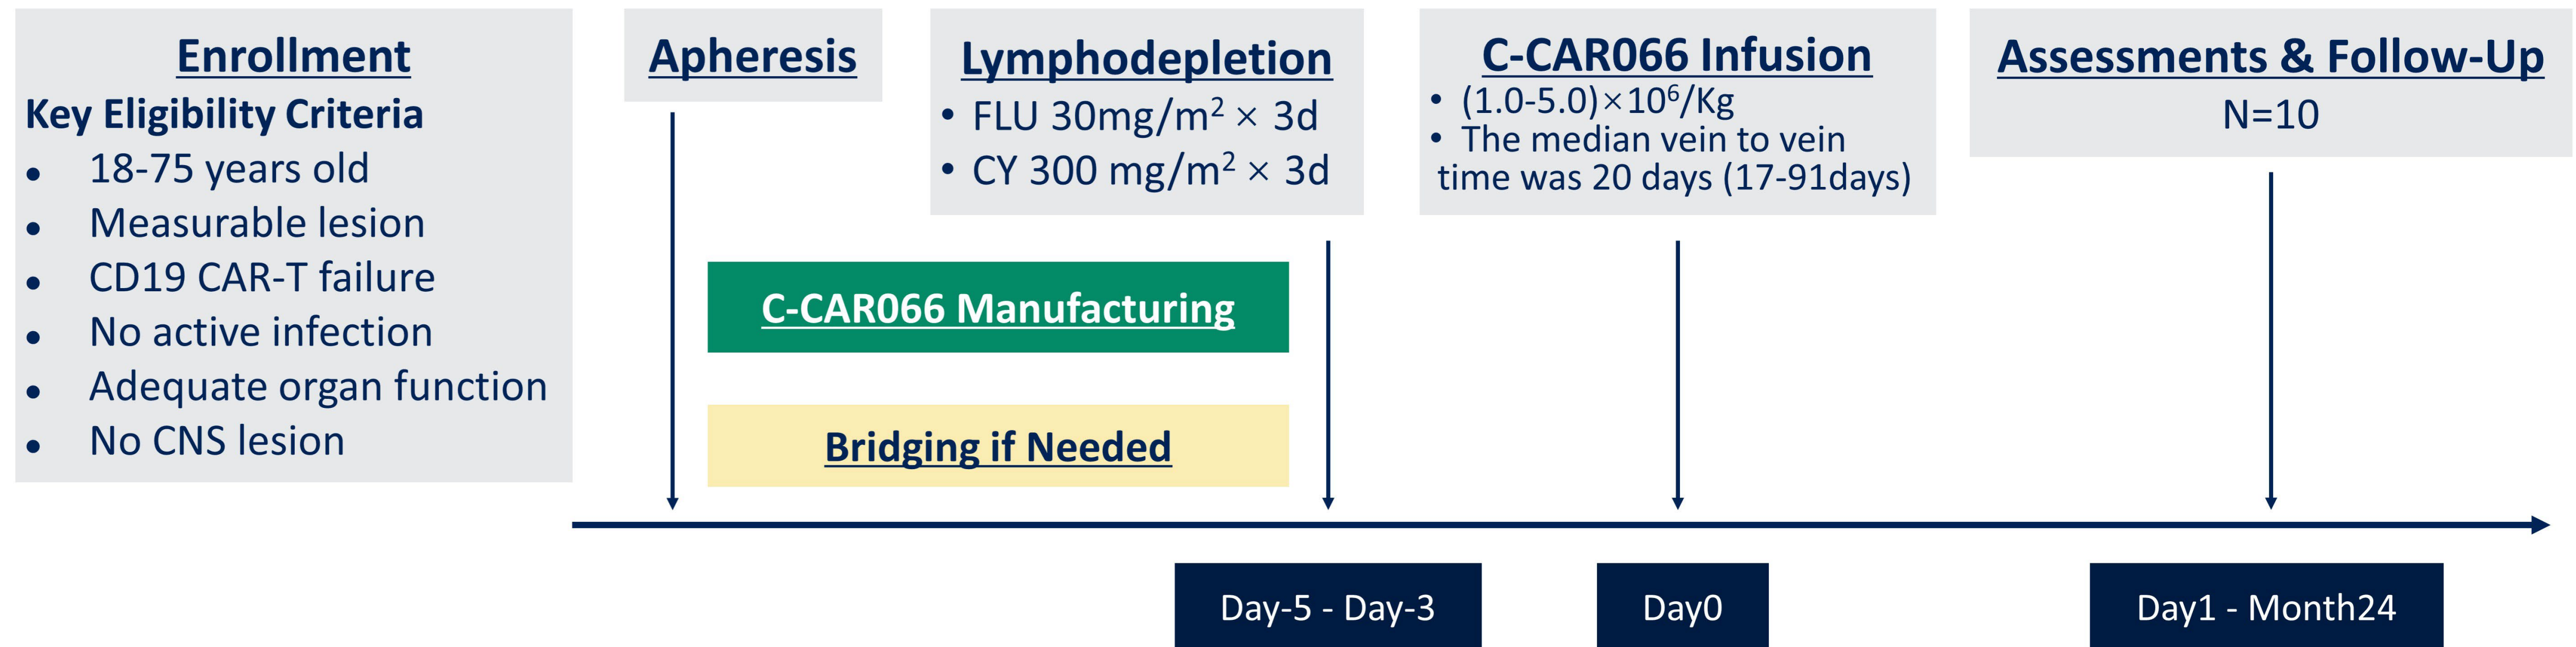 Enrollment
Key Eligibility Criteria
• 18-75 years old
• Measurable lesion
• CD19 CAR-T failure
• No active infection
• Adequate organ function
• No CNS lesion
Apheresis
Lymphodepletion
• FLU 30mg/m² × 3d
• CY 300 mg/m² × 3d
C-CAR066 Infusion
• (1.0-5.0)×10⁶/Kg
• The median vein to vein
time was 20 days (17-91days)
Assessments & Follow-Up
N=10
C-CAR066 Manufacturing
Bridging if Needed
Day-5 - Day-3
Day0
Day1 - Month24